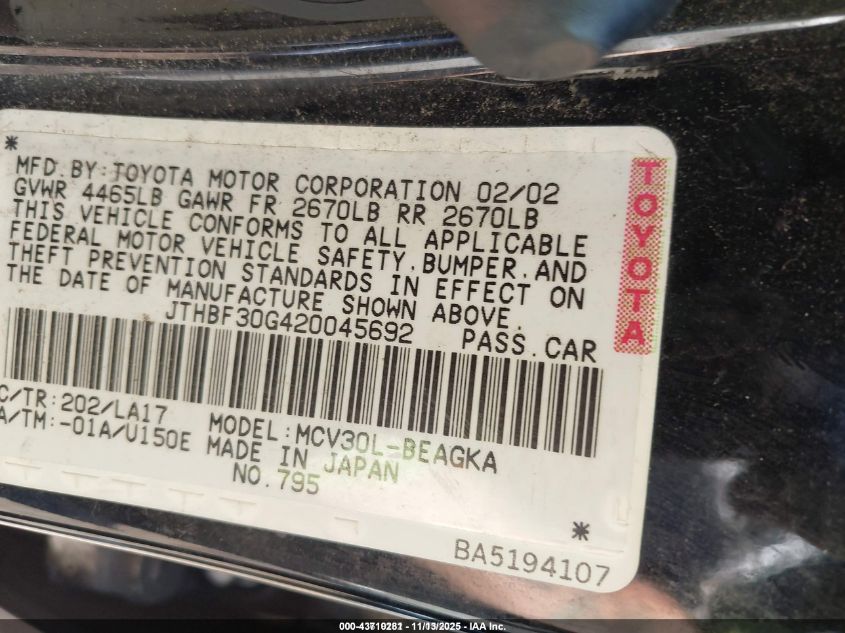 *
MFD.BY:TOYOTA MOTOR CORPORATION 02/02
GVWR 4465LB GAWR FR 2670LB RR 2670LB
THIS VEHICLE CONFORMS TO ALL APPLICABLE
FEDERAL MOTOR VEHICLE SAFETY,BUMPER,AND
THEFT PREVENTION STANDARDS IN EFFECT ON
THE DATE OF MANUFACTURE SHOWN ABOVE.
JTHBF30G420045692 PASS.CAR
TOYOTA
C/TR:202/LA17 MODEL:MCV30L-BEAGKA
A/TM:-01A/U150E MADE IN JAPAN
NO.795
*
BA5194107
11/13/2025 - IAA Inc.